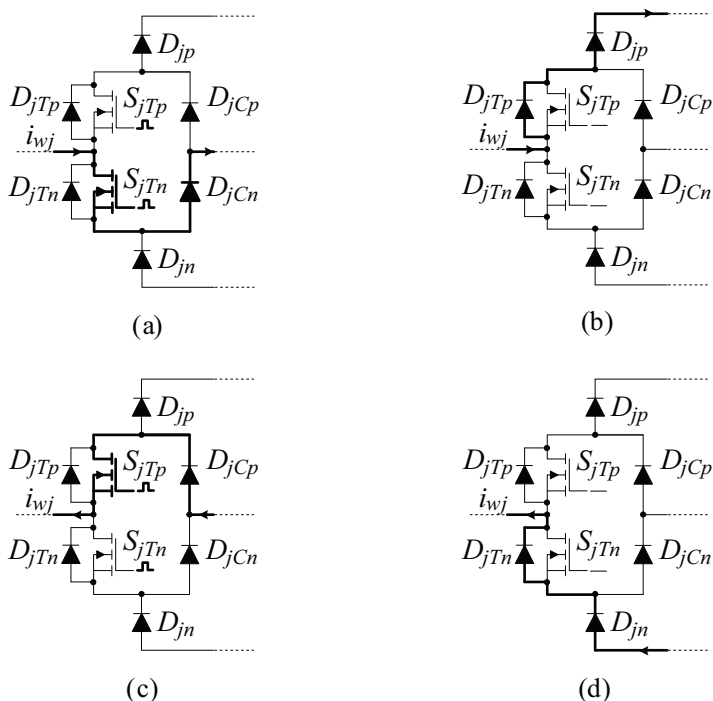 D_{jp}
D_{jTp} S_{jTp} D_{jCp}
i_{wj}
D_{jTn} S_{jTn} D_{jCn}
D_{jn}
(a)
D_{jp}
D_{jTp} S_{jTp} D_{jCp}
i_{wj}
D_{jTn} S_{jTn} D_{jCn}
D_{jn}
(b)
D_{jp}
D_{jTp} S_{jTp} D_{jCp}
i_{wj}
D_{jTn} S_{jTn} D_{jCn}
D_{jn}
(c)
D_{jp}
D_{jTp} S_{jTp} D_{jCp}
i_{wj}
D_{jTn} S_{jTn} D_{jCn}
D_{jn}
(d)